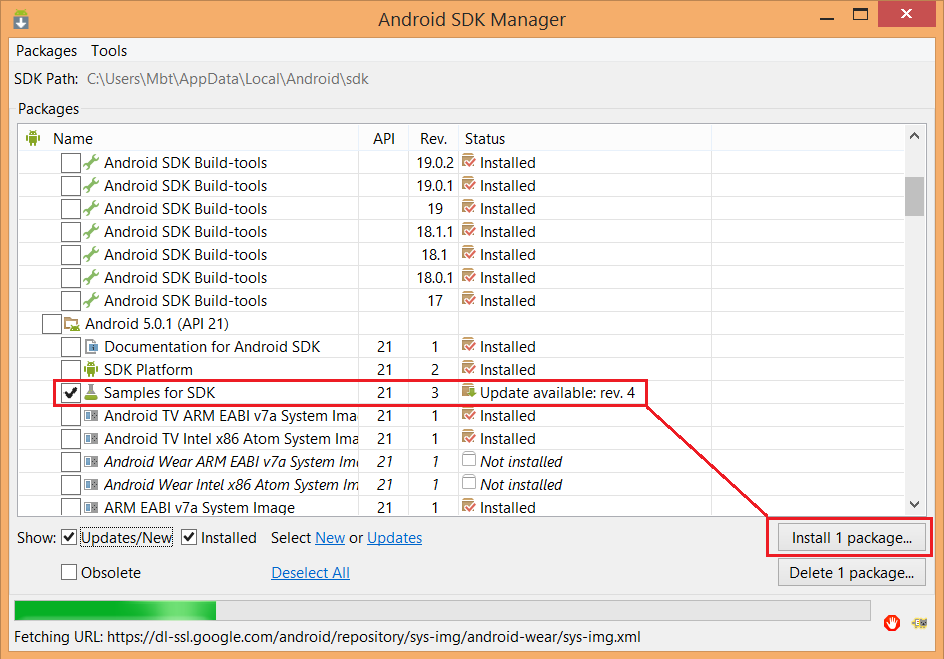 Android SDK Manager
Packages Tools
SDK Path: C:\Users\Mbt\AppData\Local\Android\sdk
Packages
Name API Rev. Status
Android SDK Build-tools 19.0.2 Installed
Android SDK Build-tools 19.0.1 Installed
Android SDK Build-tools 19 Installed
Android SDK Build-tools 18.1.1 Installed
Android SDK Build-tools 18.1 Installed
Android SDK Build-tools 18.0.1 Installed
Android SDK Build-tools 17 Installed
Android 5.0.1 (API 21)
Documentation for Android SDK 21 1 Installed
SDK Platform 21 2 Installed
Samples for SDK 21 3 Update available: rev. 4
Android TV ARM EABI v7a System Ima 21 1 Installed
Android TV Intel x86 Atom System Ima 21 1 Installed
Android Wear ARM EABI v7a System Im 21 1 Not installed
Android Wear Intel x86 Atom System Im 21 1 Not installed
ARM EABI v7a System Image 21 1 Installed
Show: Updates/New Installed Select New or Updates Install 1 package...
Obsolete Deselect All Delete 1 package...
Fetching URL: https://dl-ssl.google.com/android/repository/sys-img/android-wear/sys-img.xml